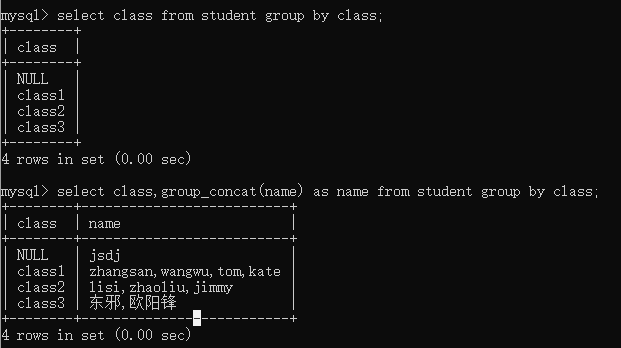 mysql> select class from student group by class;
+--------+
| class  |
+--------+
| NULL   |
| class1 |
| class2 |
| class3 |
+--------+
4 rows in set (0.00 sec)
mysql> select class,group_concat(name) as name from student group by class;
+--------+-------------------------+
| class  | name                    |
+--------+-------------------------+
| NULL   | jsdj                    |
| class1 | zhangsan,wangwu,tom,kate |
| class2 | lisi,zhaoliu,jimmy      |
| class3 | 东邪,欧阳锋             |
+--------+-------------------------+
4 rows in set (0.00 sec)